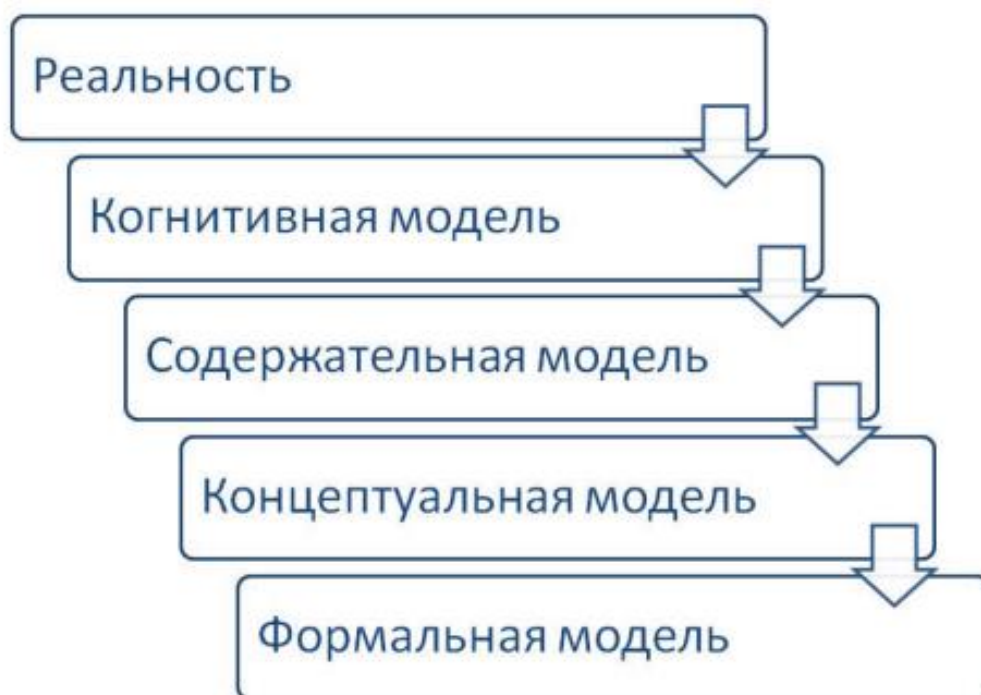 Реальность
Когнитивная модель
Содержательная модель
Концептуальная модель
Формальная модель